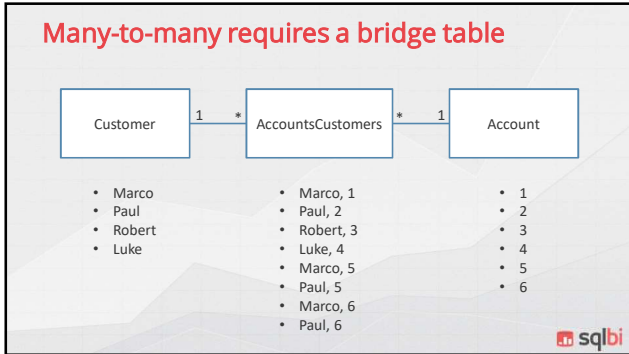 Many-to-many requires a bridge table
Customer
1
*
AccountsCustomers
*
1
Account
• Marco
• Paul
• Robert
• Luke
• Marco, 1
• Paul, 2
• Robert, 3
• Luke, 4
• Marco, 5
• Paul, 5
• Marco, 6
• Paul, 6
• 1
• 2
• 3
• 4
• 5
• 6
sqlbi